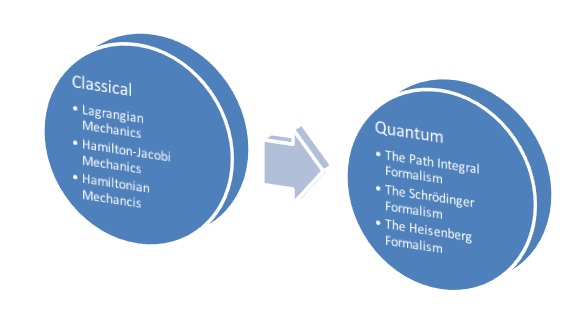 Classical
• Lagrangian
Mechanics
• Hamilton-Jacobi
Mechanics
• Hamiltonian
Mechancis
Quantum
• The Path Integral
Formalism
• The Schrödinger
Formalism
• The Heisenberg
Formalism